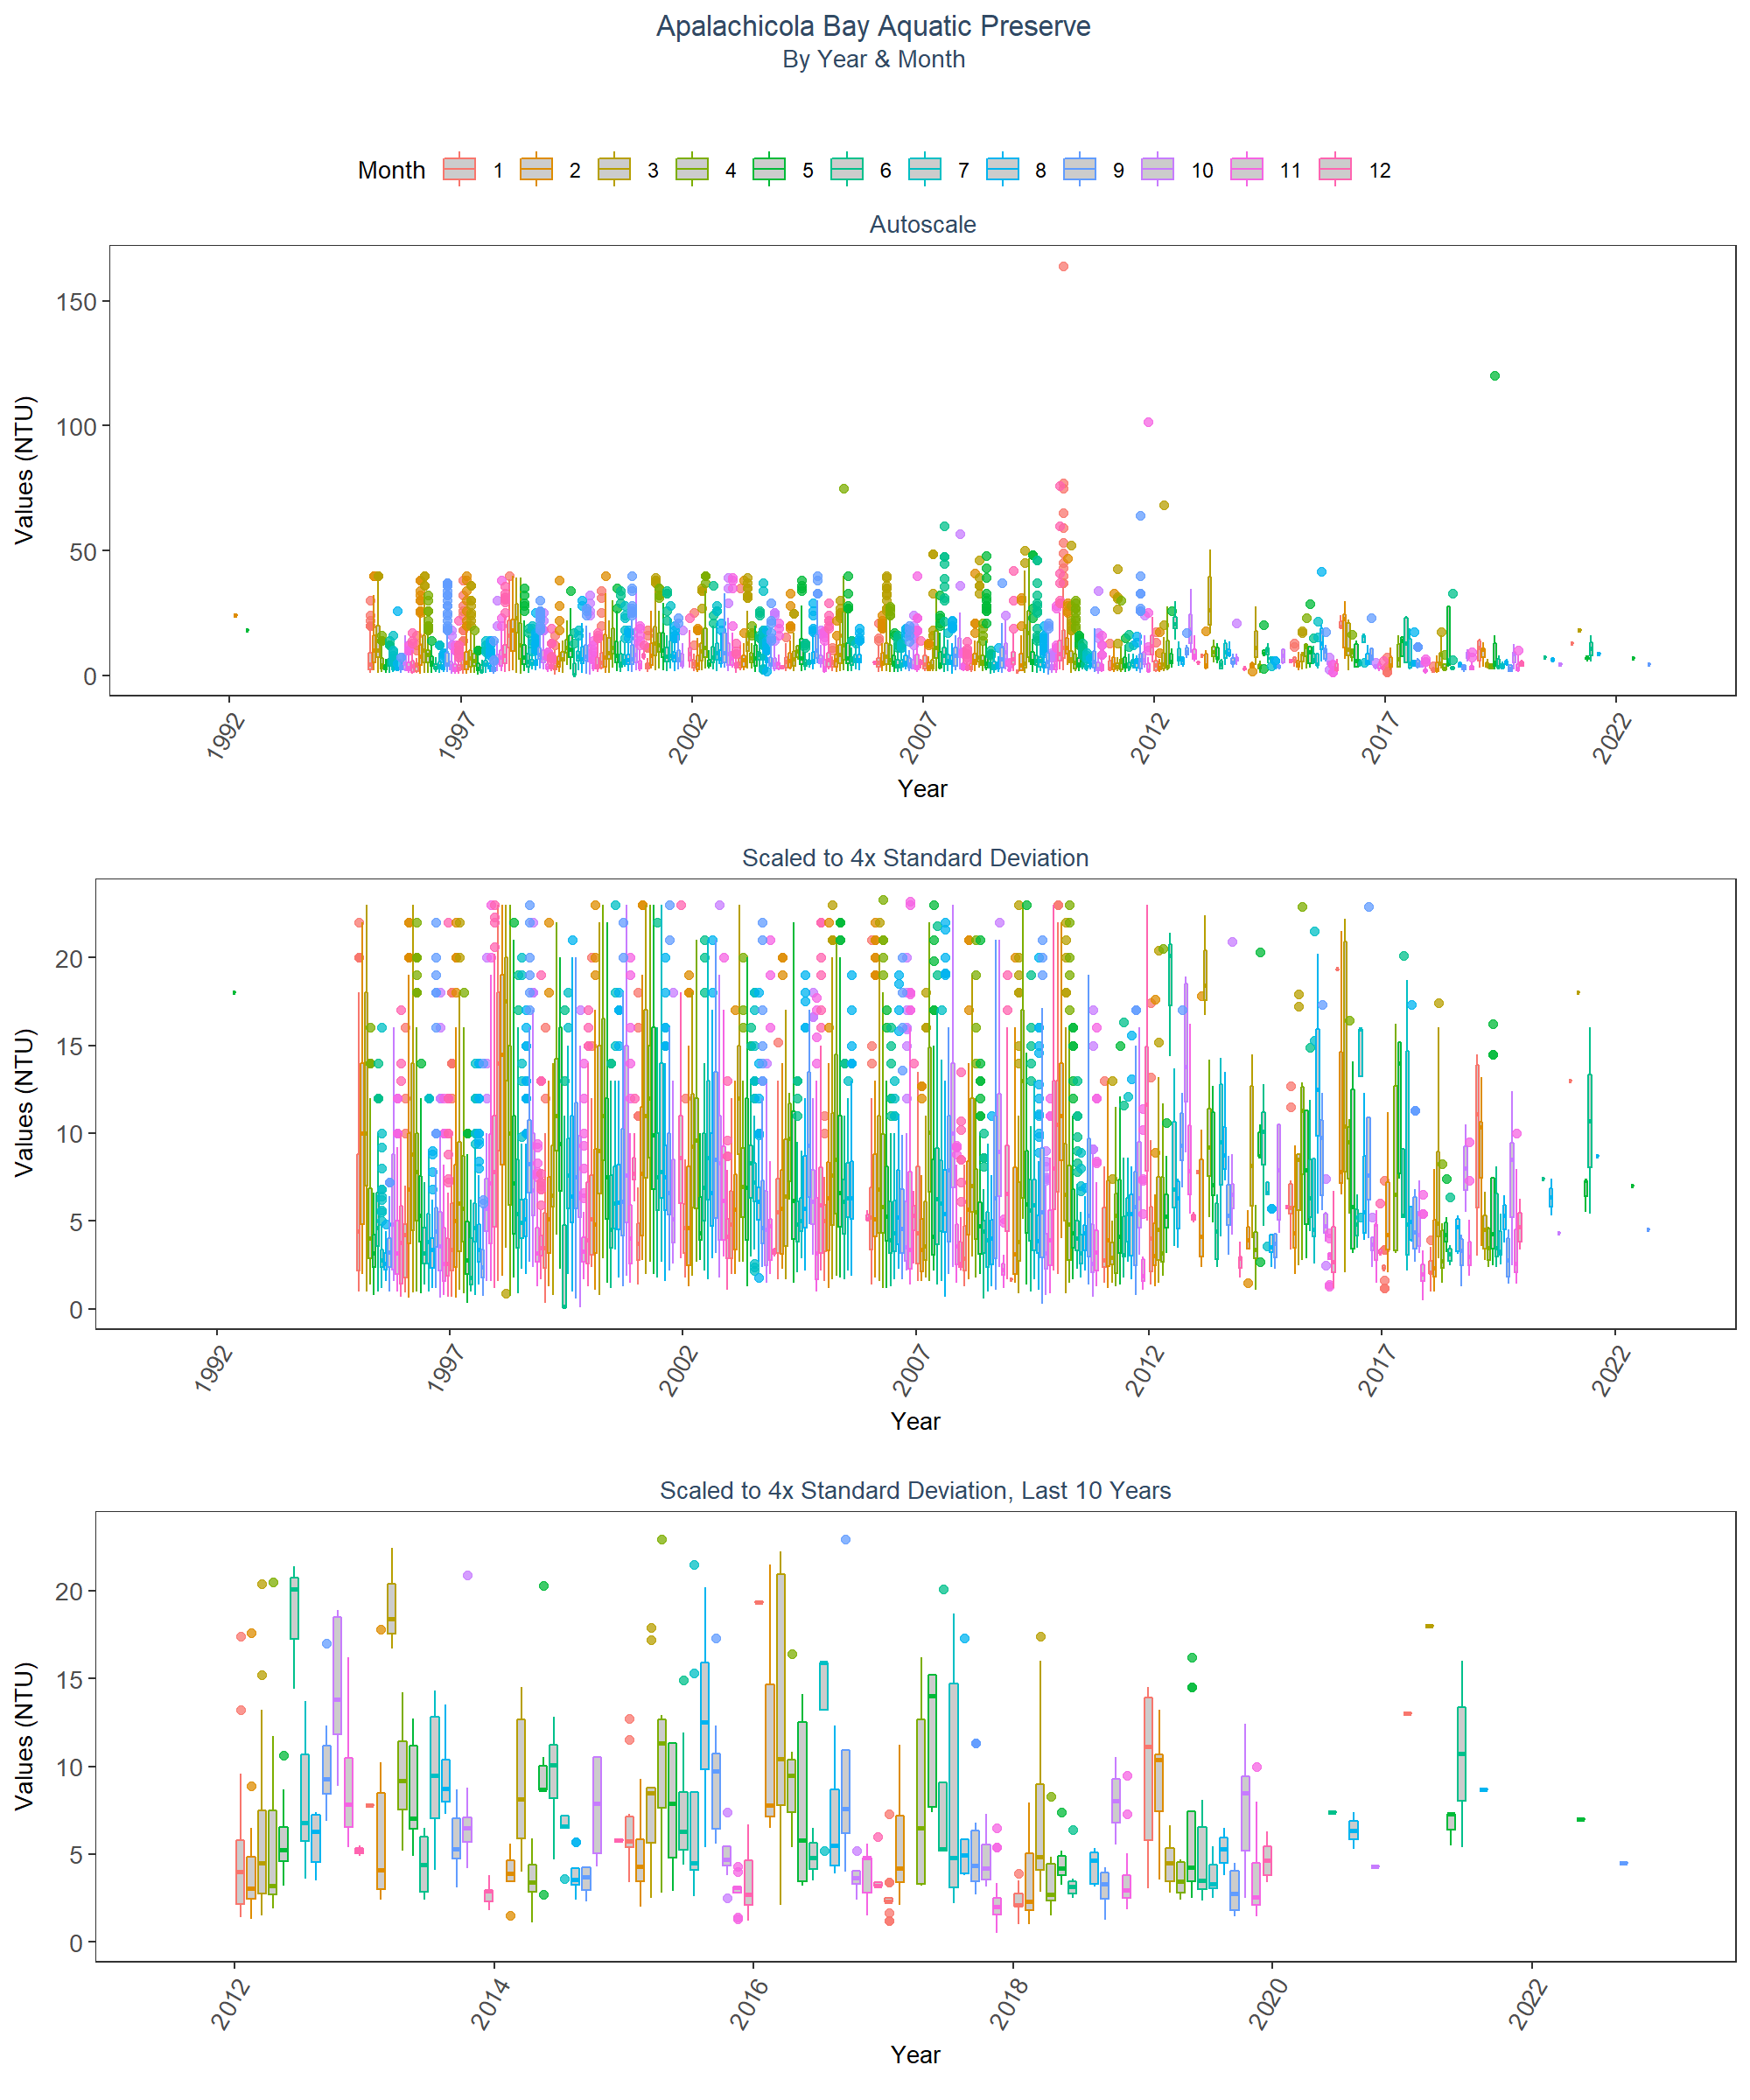 Apalachicola Bay Aquatic Preserve
By Year & Month
Month 1 2 3 4 5 6 7 8 9 10 11 12
Autoscale
Values (NTU)
150
100
50
0
1992 1997 2002 2007 2012 2017 2022
Year
Scaled to 4x Standard Deviation
Values (NTU)
20
15
10
5
0
1992 1997 2002 2007 2012 2017 2022
Year
Scaled to 4x Standard Deviation, Last 10 Years
Values (NTU)
20
15
10
5
0
2012 2014 2016 2018 2020 2022
Year